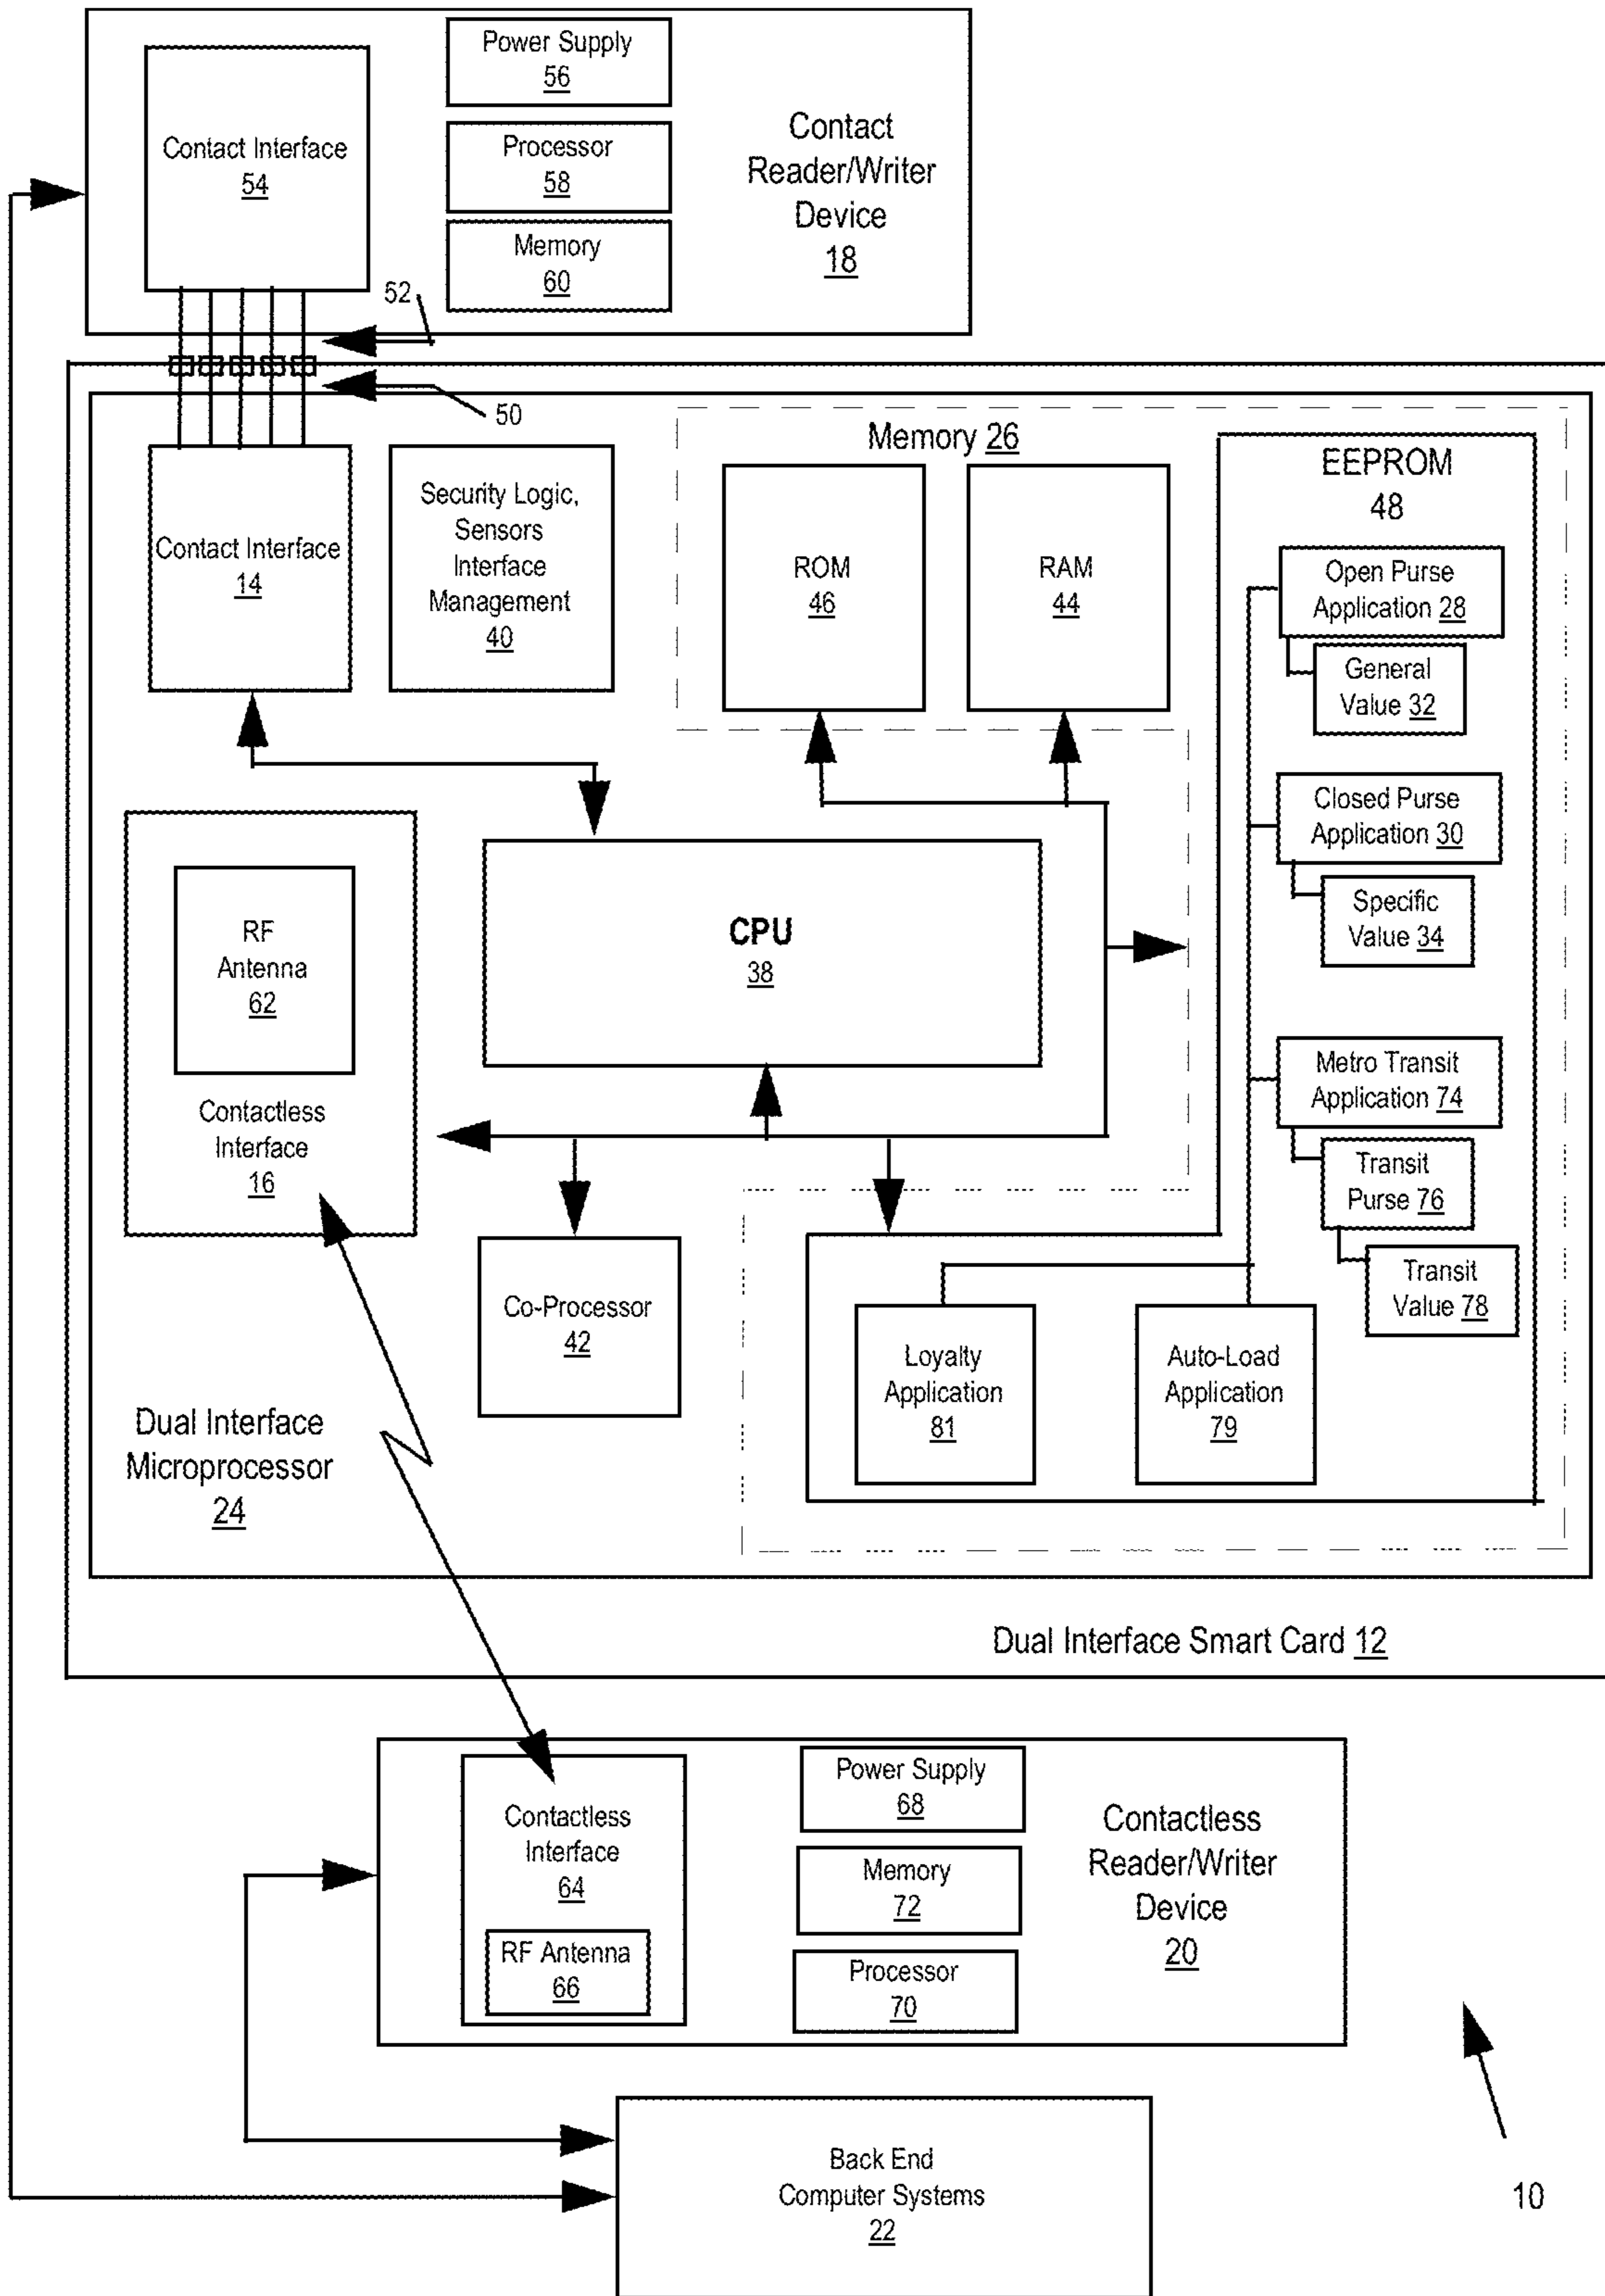 Power Supply
56
Contact Interface
54
Processor
58
Memory
60
Contact
Reader/Writer
Device
18
52
50
Memory 26
EEPROM
48
Contact Interface
14
Security Logic,
Sensors
Interface
Management
40
ROM
46
RAM
44
Open Purse
Application 28
General
Value 32
Closed Purse
Application 30
Specific
Value 34
RF
Antenna
62
Contactless
Interface
16
CPU
38
Metro Transit
Application 74
Transit
Purse 76
Transit
Value 78
Co-Processor
42
Loyalty
Application
81
Auto-Load
Application
79
Dual Interface
Microprocessor
24
Dual Interface Smart Card 12
Contactless
Interface
64
RF Antenna
66
Power Supply
68
Memory
72
Processor
70
Contactless
Reader/Writer
Device
20
Back End
Computer Systems
22
10